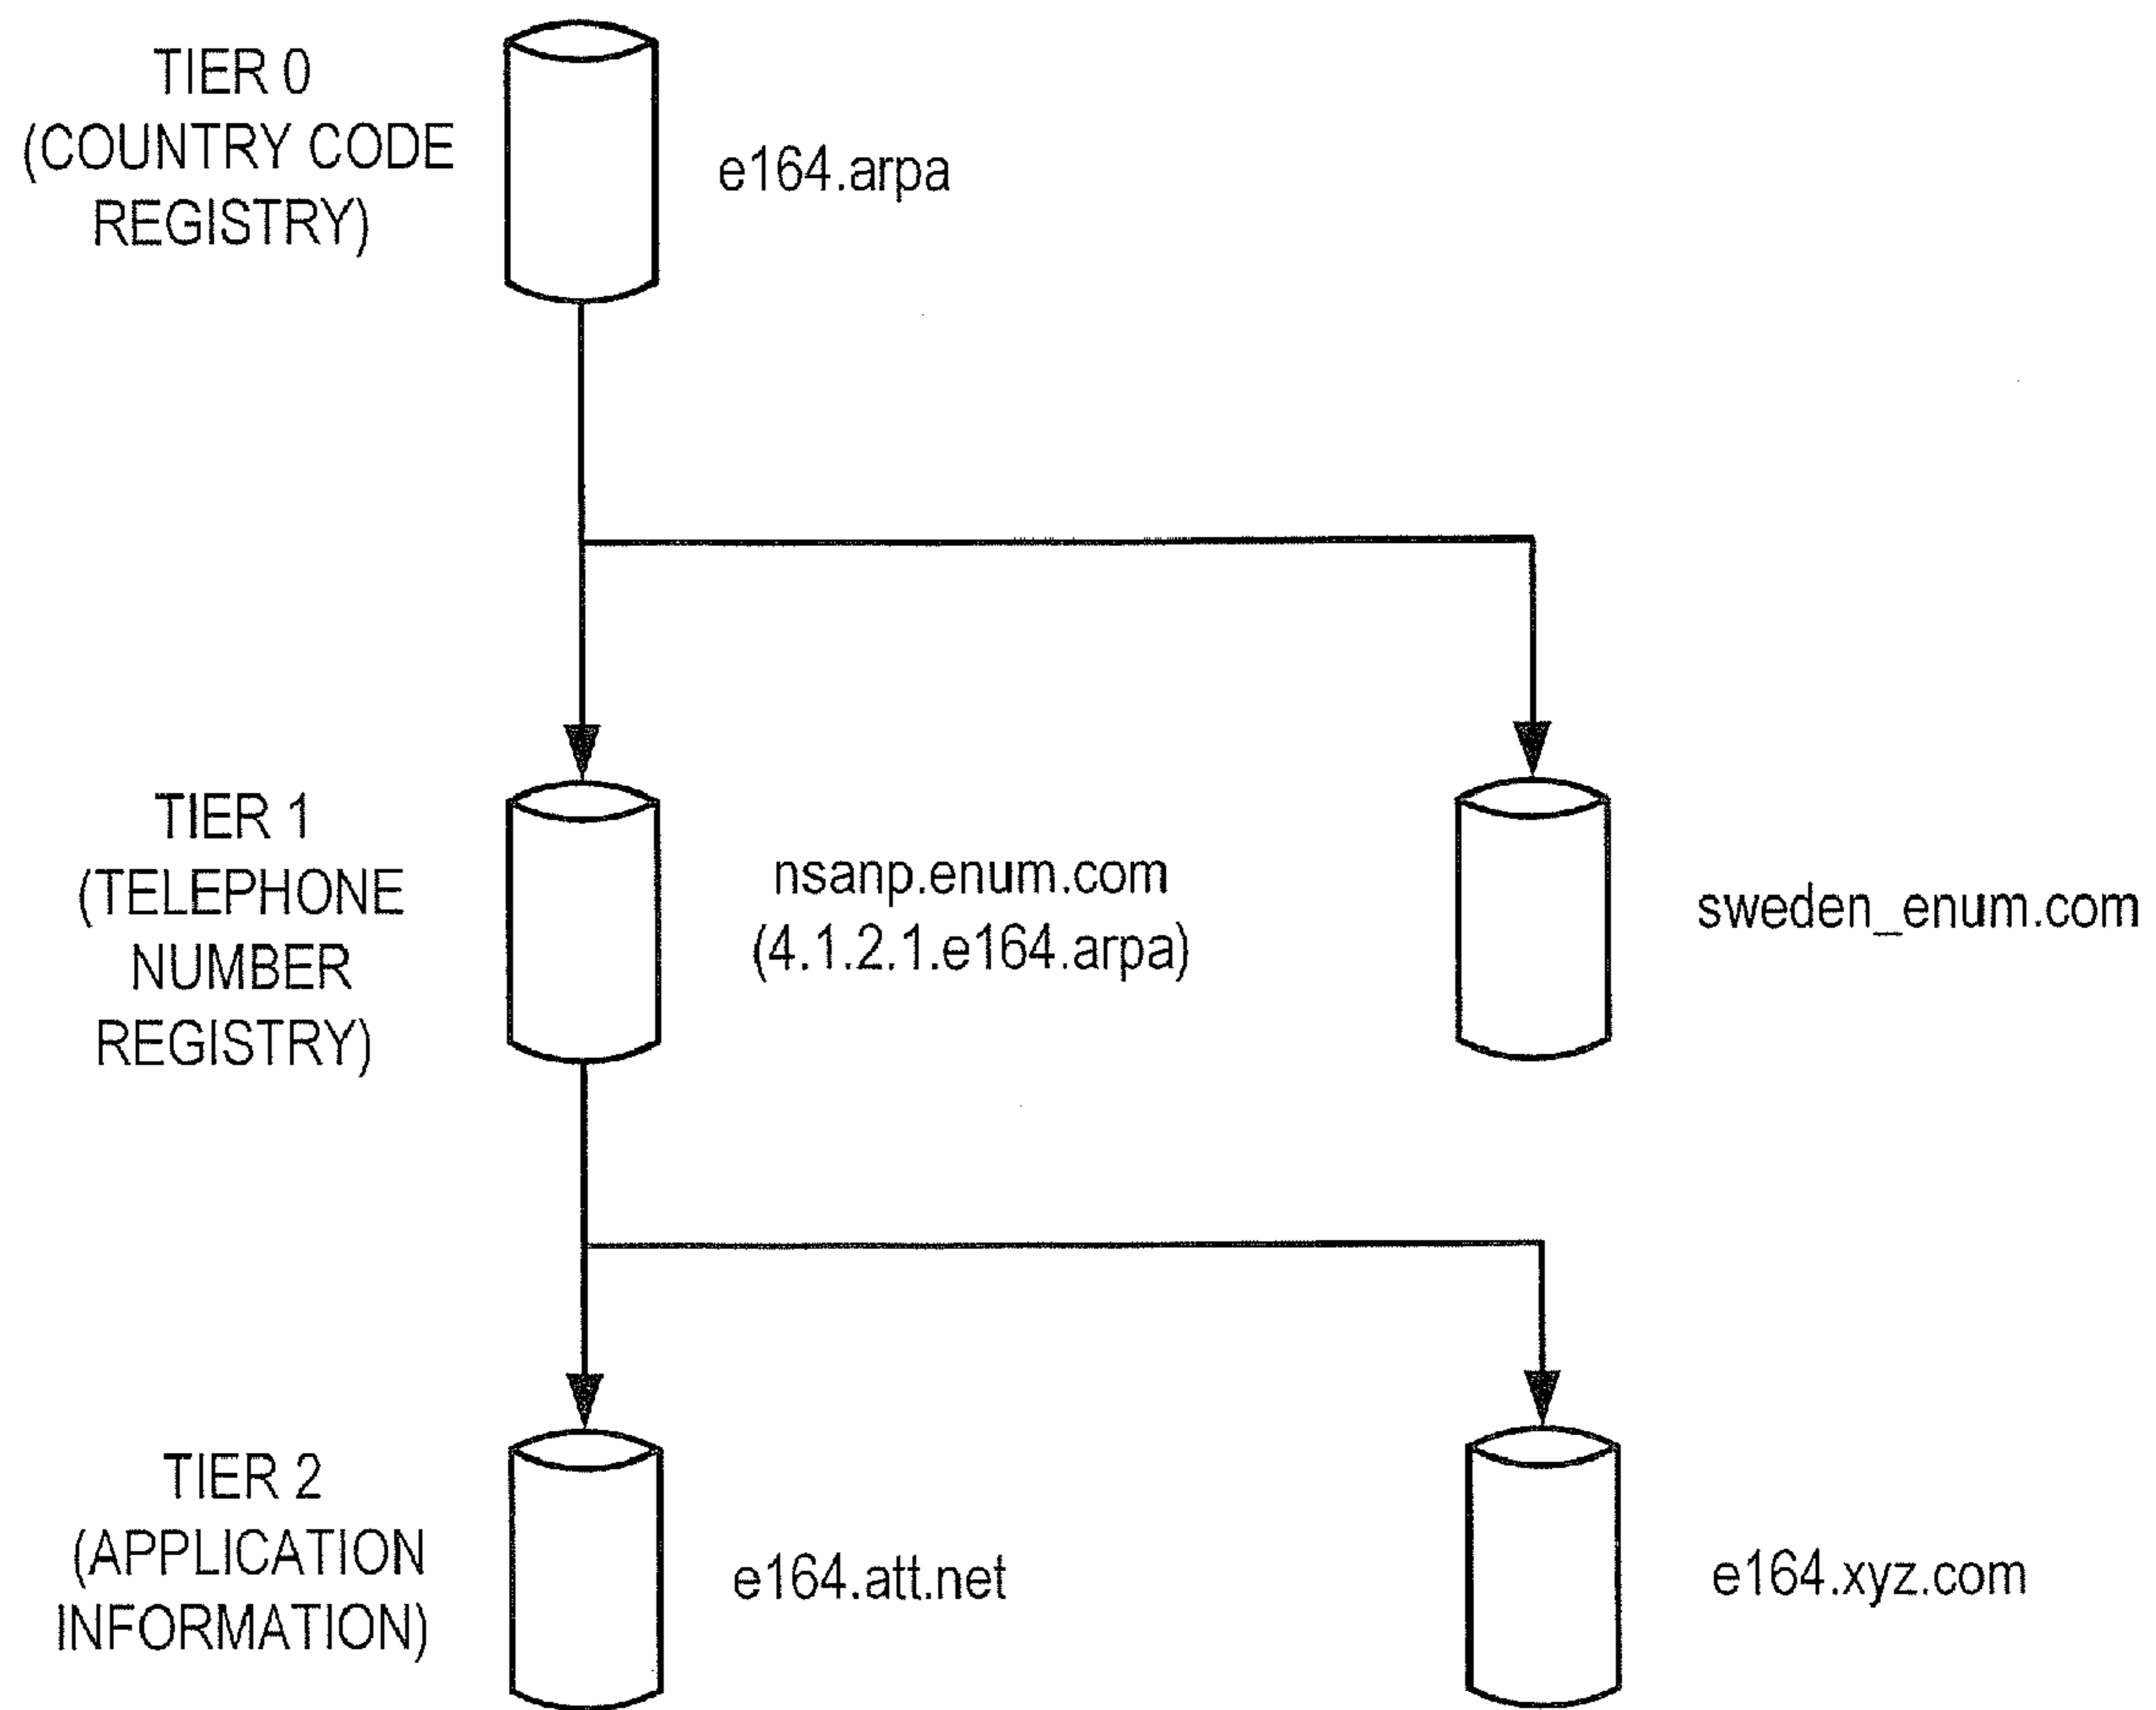 TIER 0
(COUNTRY CODE
REGISTRY)
e164.arpa
TIER 1
(TELEPHONE
NUMBER
REGISTRY)
nsanp.enum.com
(4.1.2.1.e164.arpa)
sweden_enum.com
TIER 2
(APPLICATION
INFORMATION)
e164.att.net
e164.xyz.com